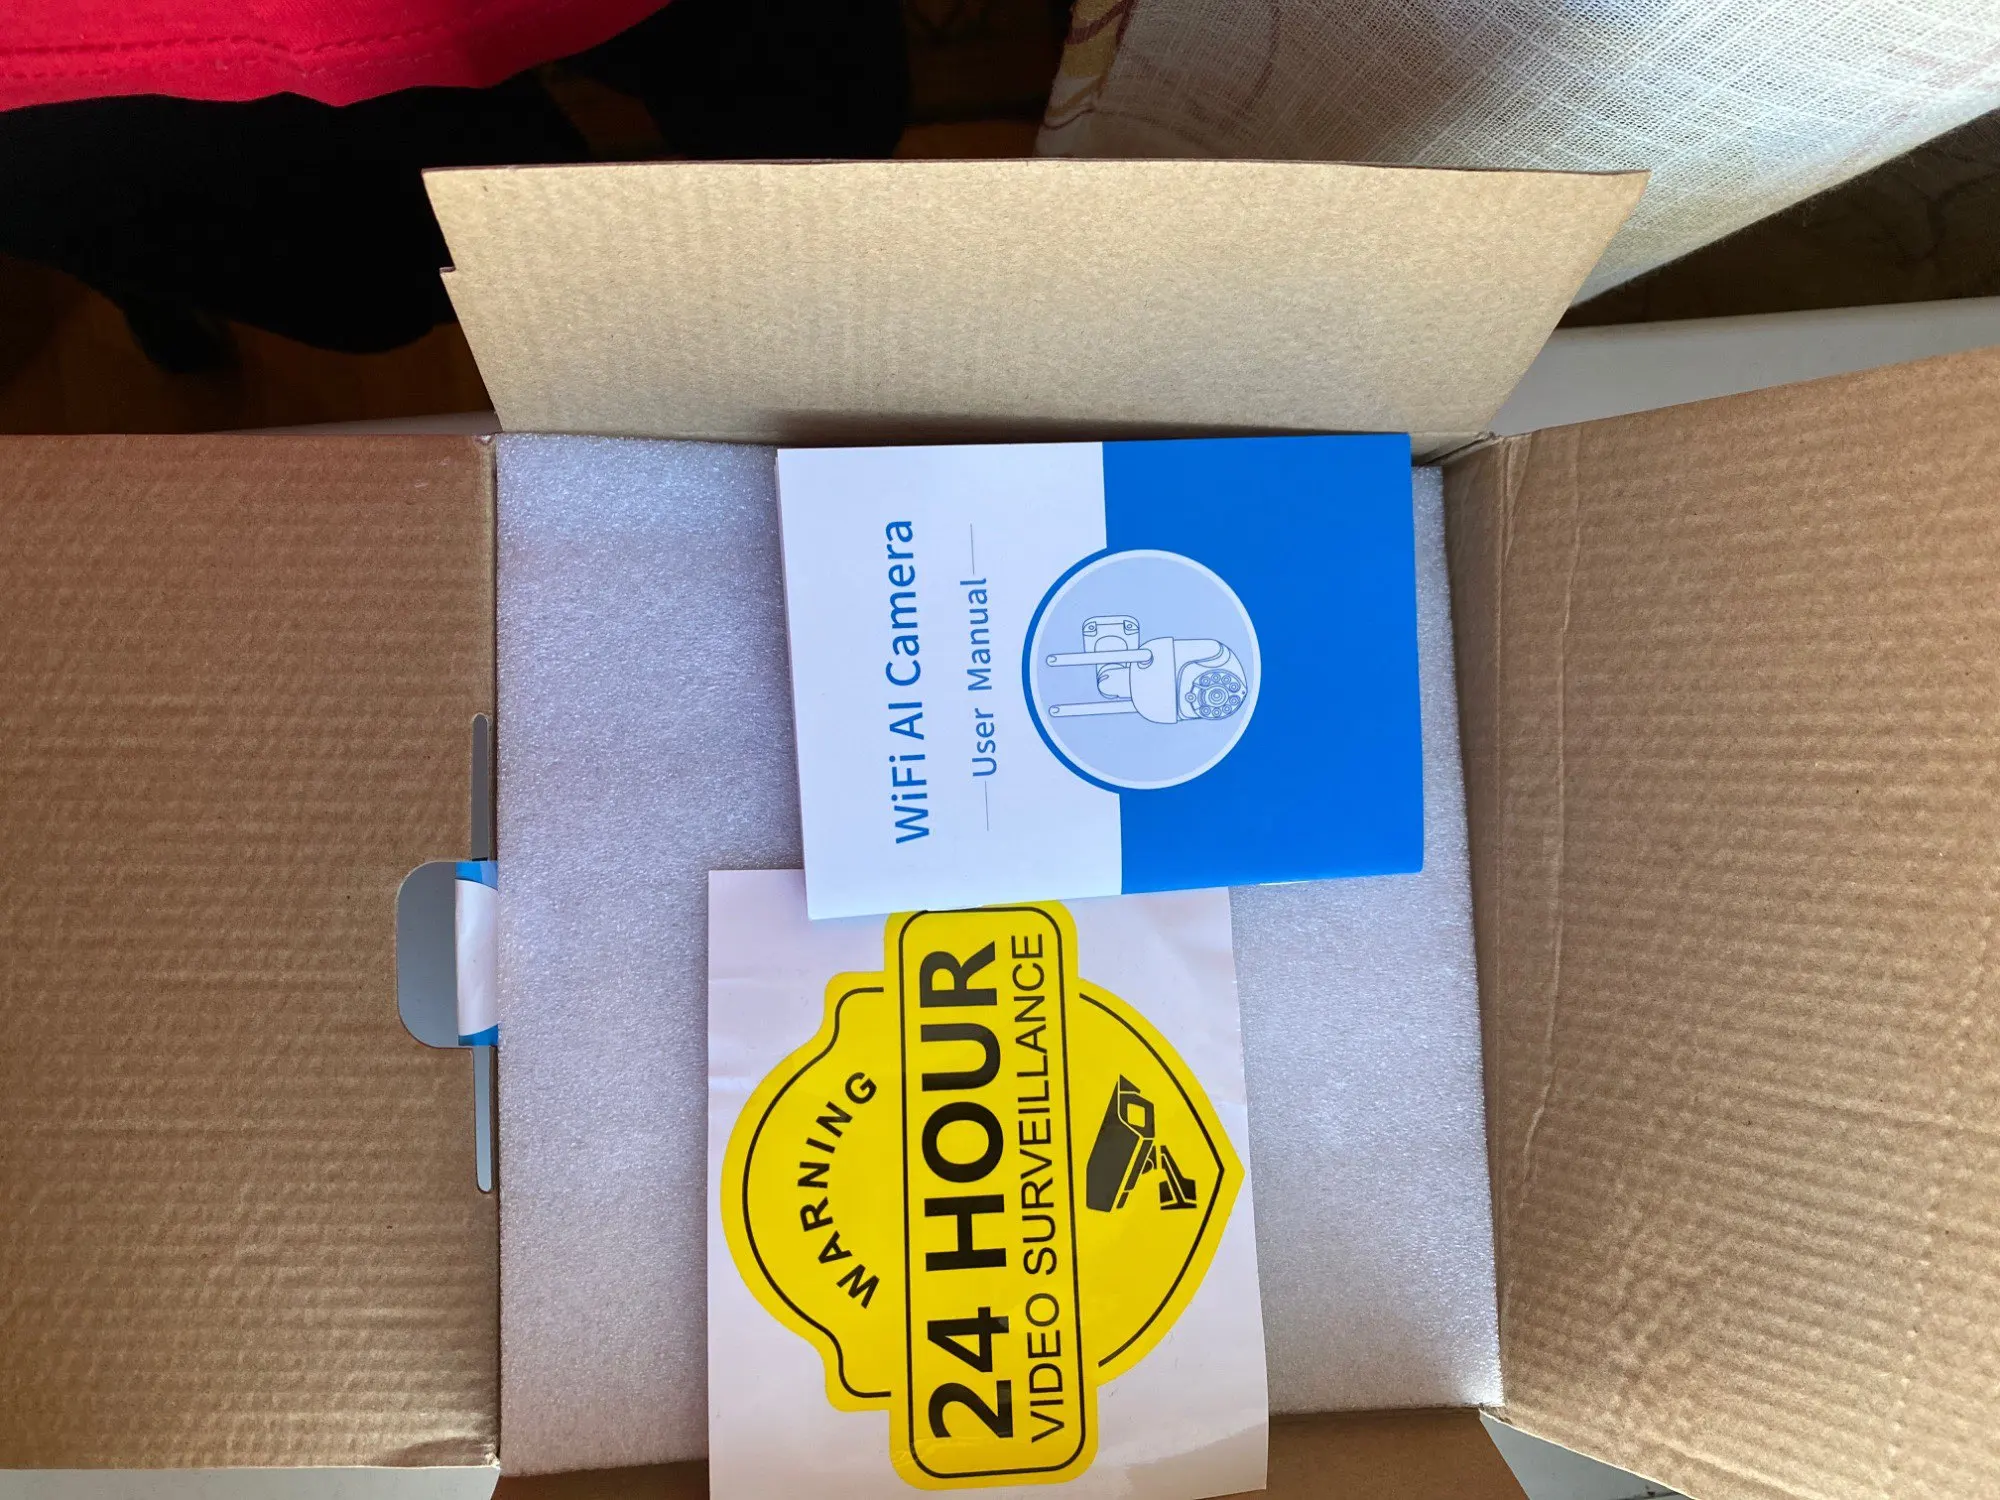 WiFi AI Camera
User Manual
WARNING
24 HOUR
VIDEO SURVEILLANCE